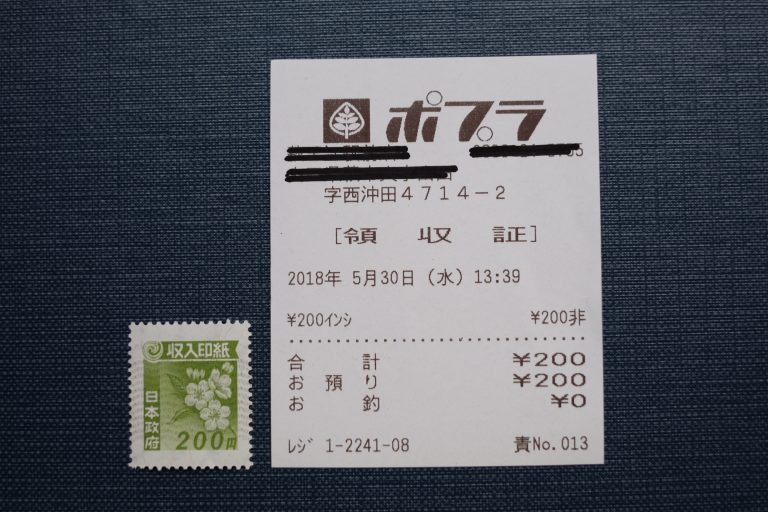 ポプラ
字西沖田4714-2
[領収証]
2018年 5月30日 (水) 13:39
¥200インシ ¥200非
合計 ¥200
お預り ¥200
お釣 ¥0
レジ 1-2241-08 責No.013
収入印紙
日本政府
200円